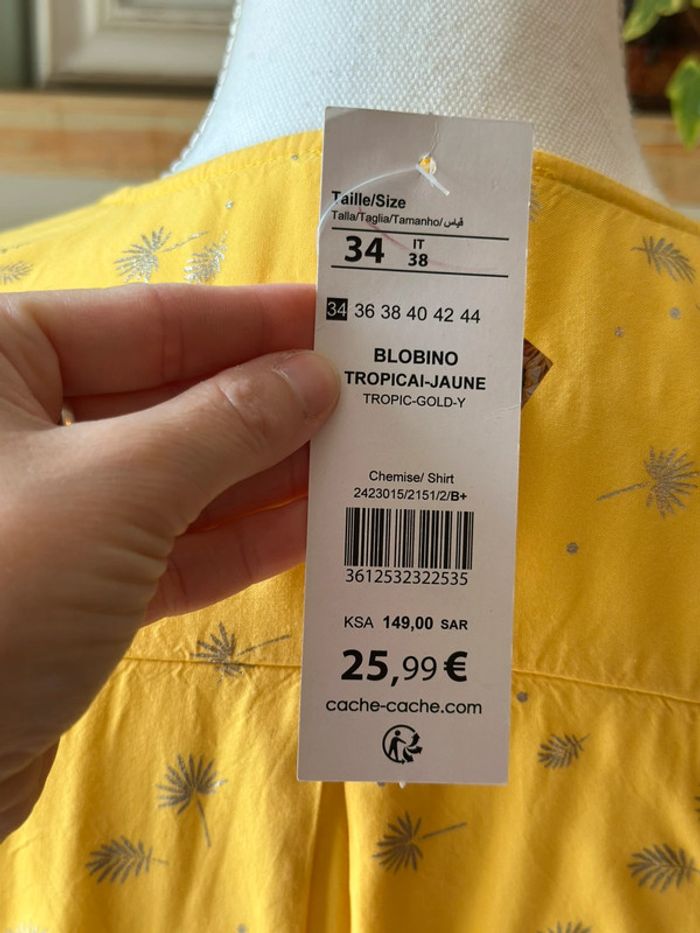 Taille/Size
Talla/Taglia/Tamanho/قياس
34 IT 38
34 36 38 40 42 44
BLOBINO
TROPICAI-JAUNE
TROPIC-GOLD-Y
Chemise/ Shirt
2423015/2151/2/B+
3612532322535
KSA 149,00 SAR
25,99 €
cache-cache.com